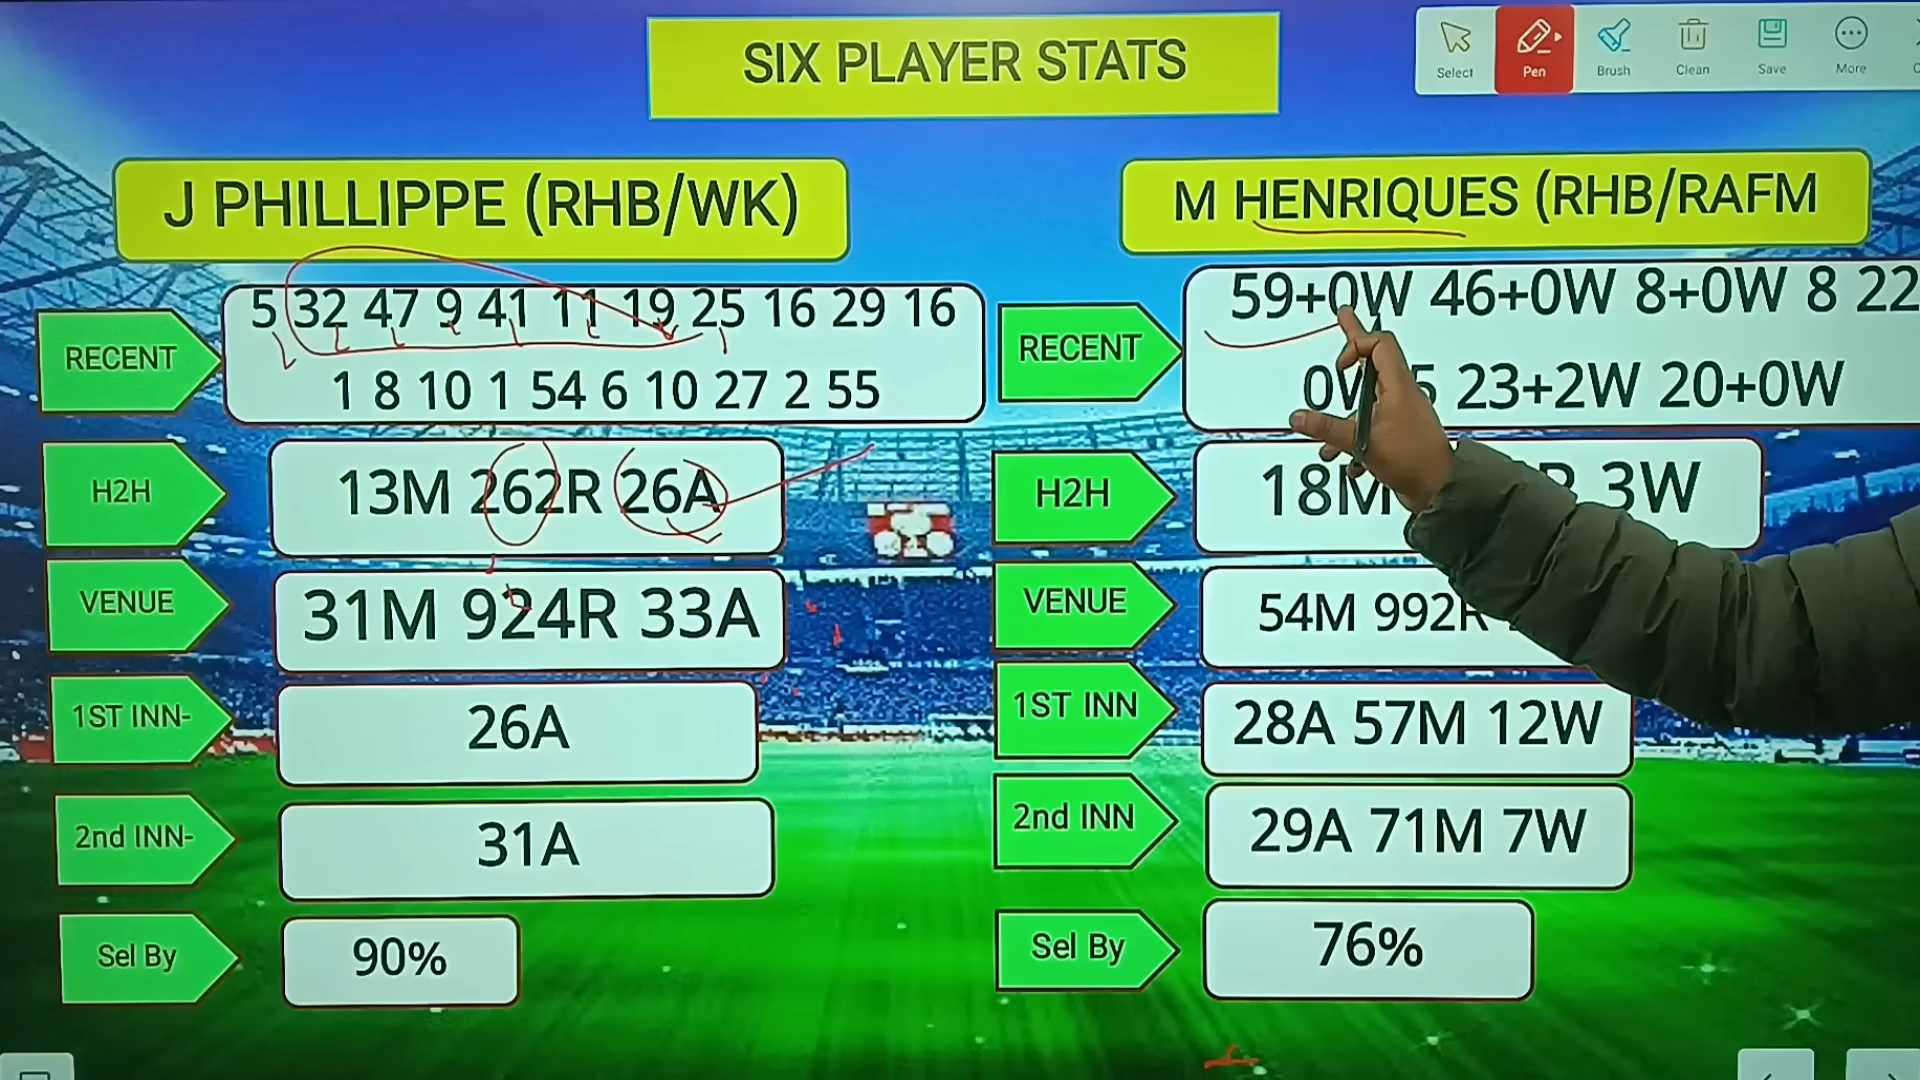 SIX PLAYER STATS
Select Pen Brush Clean Save More
J PHILLIPPE (RHB/WK)
RECENT
5 32 47 9 41 11 19 25 16 29 16
1 8 10 1 54 6 10 27 2 55
H2H
13M 262R 26A
VENUE
31M 924R 33A
1ST INN-
26A
2nd INN-
31A
Sel By
90%
M HENRIQUES (RHB/RAFM
RECENT
59+0W 46+0W 8+0W 8 22
23+2W 20+0W
H2H
18M 3W
VENUE
54M 992R
1ST INN
28A 57M 12W
2nd INN
29A 71M 7W
Sel By
76%